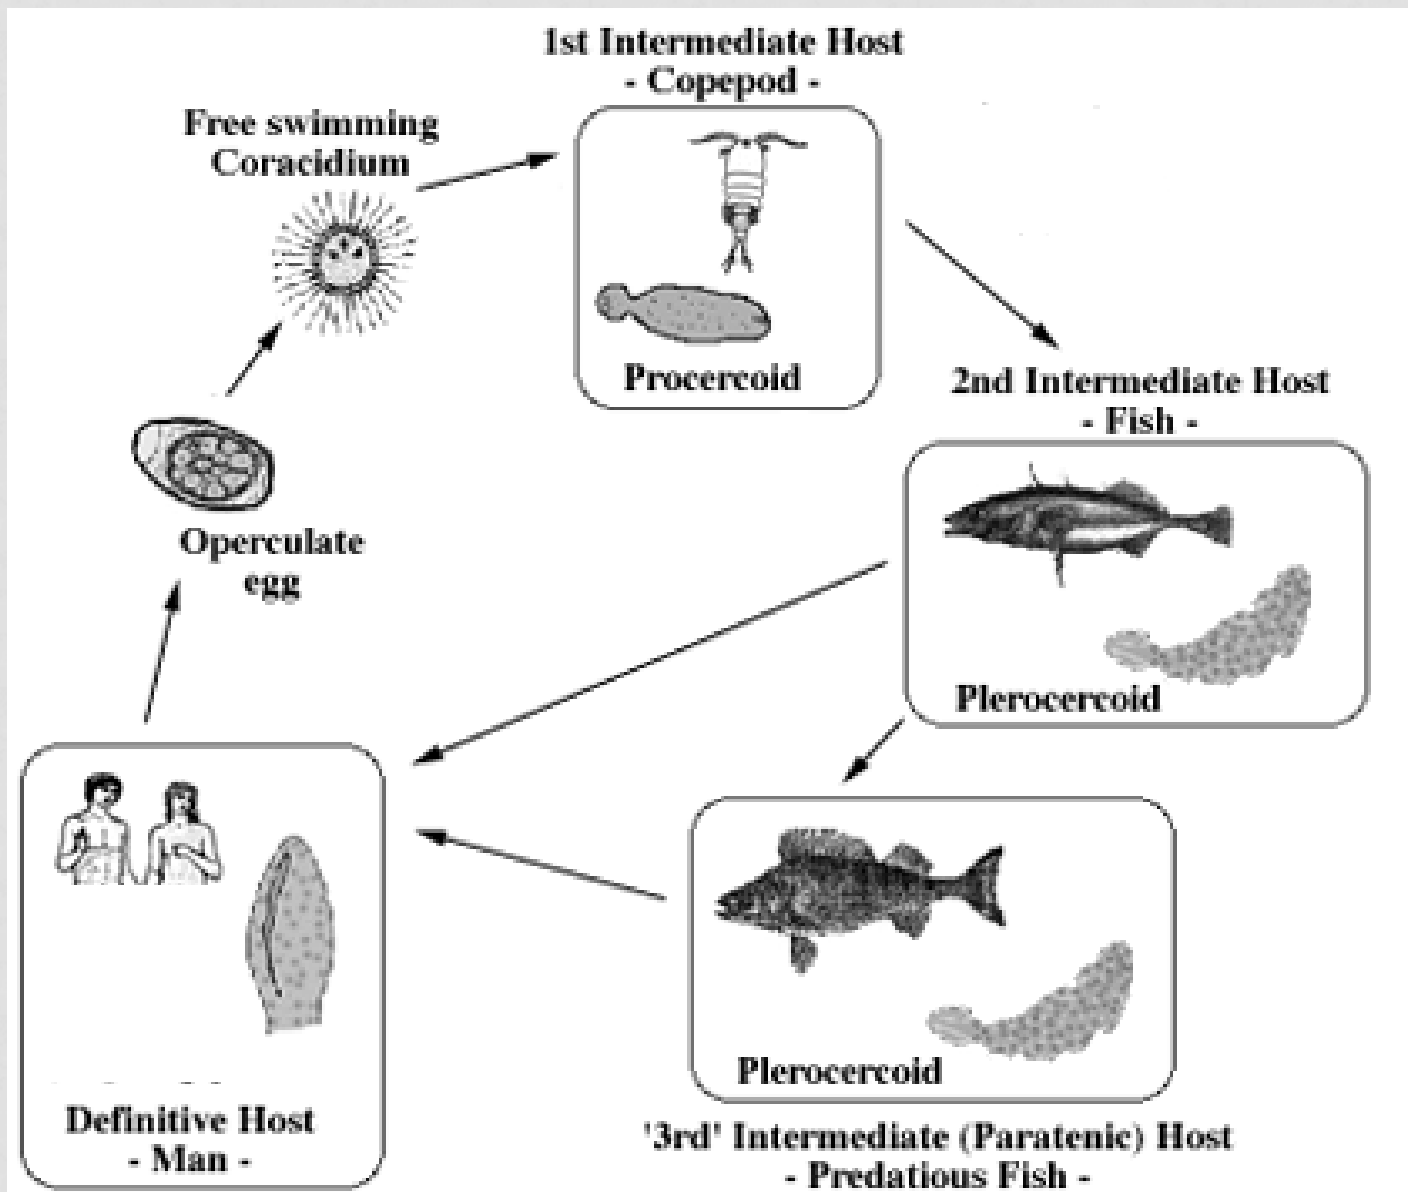 1st Intermediate Host
- Copepod -
Free swimming
Coracidium
Procercoid
2nd Intermediate Host
- Fish -
Operculate
egg
Plerocercoid
Plerocercoid
Definitive Host
- Man -
'3rd' Intermediate (Paratenic) Host
- Predatious Fish -